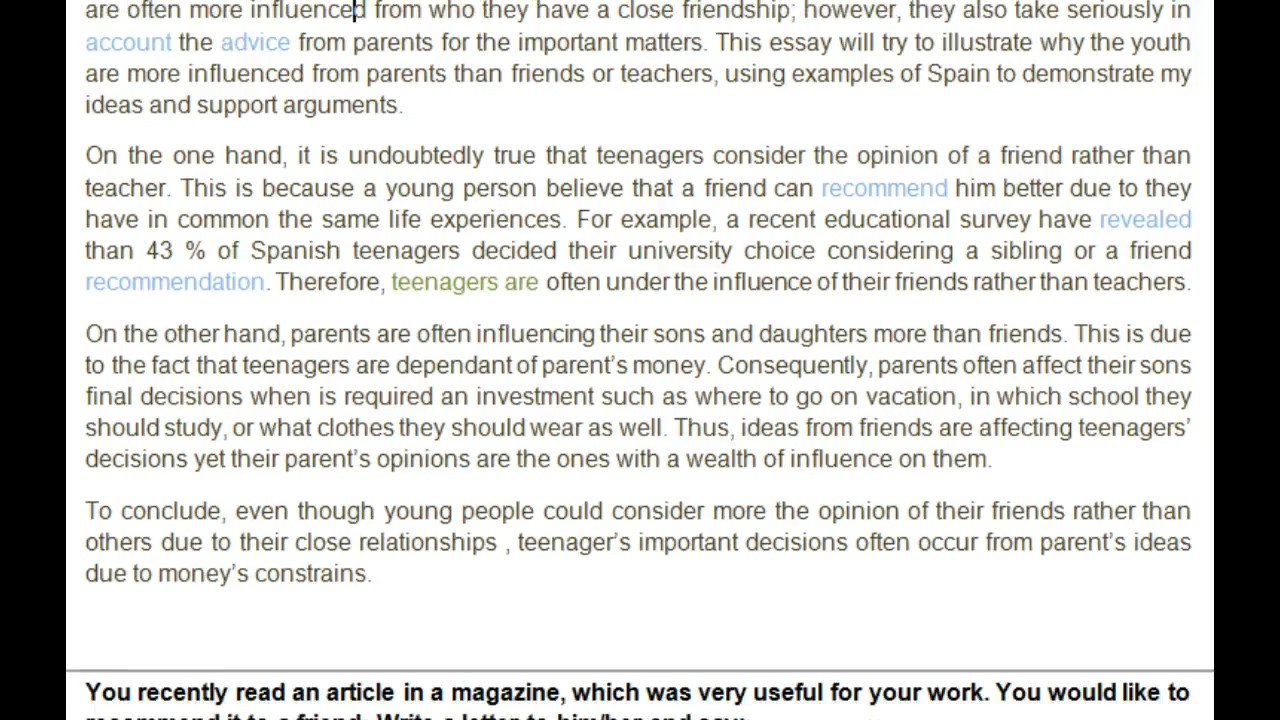 are often more influenced from who they have a close friendship; however, they also take seriously in
account the advice from parents for the important matters. This essay will try to illustrate why the youth
are more influenced from parents than friends or teachers, using examples of Spain to demonstrate my
ideas and support arguments.
On the one hand, it is undoubtedly true that teenagers consider the opinion of a friend rather than
teacher. This is because a young person believe that a friend can recommend him better due to they
have in common the same life experiences. For example, a recent educational survey have revealed
than 43 % of Spanish teenagers decided their university choice considering a sibling or a friend
recommendation. Therefore, teenagers are often under the influence of their friends rather than teachers.
On the other hand, parents are often influencing their sons and daughters more than friends. This is due
to the fact that teenagers are dependant of parent's money. Consequently, parents often affect their sons
final decisions when is required an investment such as where to go on vacation, in which school they
should study, or what clothes they should wear as well. Thus, ideas from friends are affecting teenagers'
decisions yet their parent's opinions are the ones with a wealth of influence on them.
To conclude, even though young people could consider more the opinion of their friends rather than
others due to their close relationships , teenager's important decisions often occur from parent's ideas
due to money's constrains.
You recently read an article in a magazine, which was very useful for your work. You would like to
recommend it to a friend. Write a letter to him/her and say: